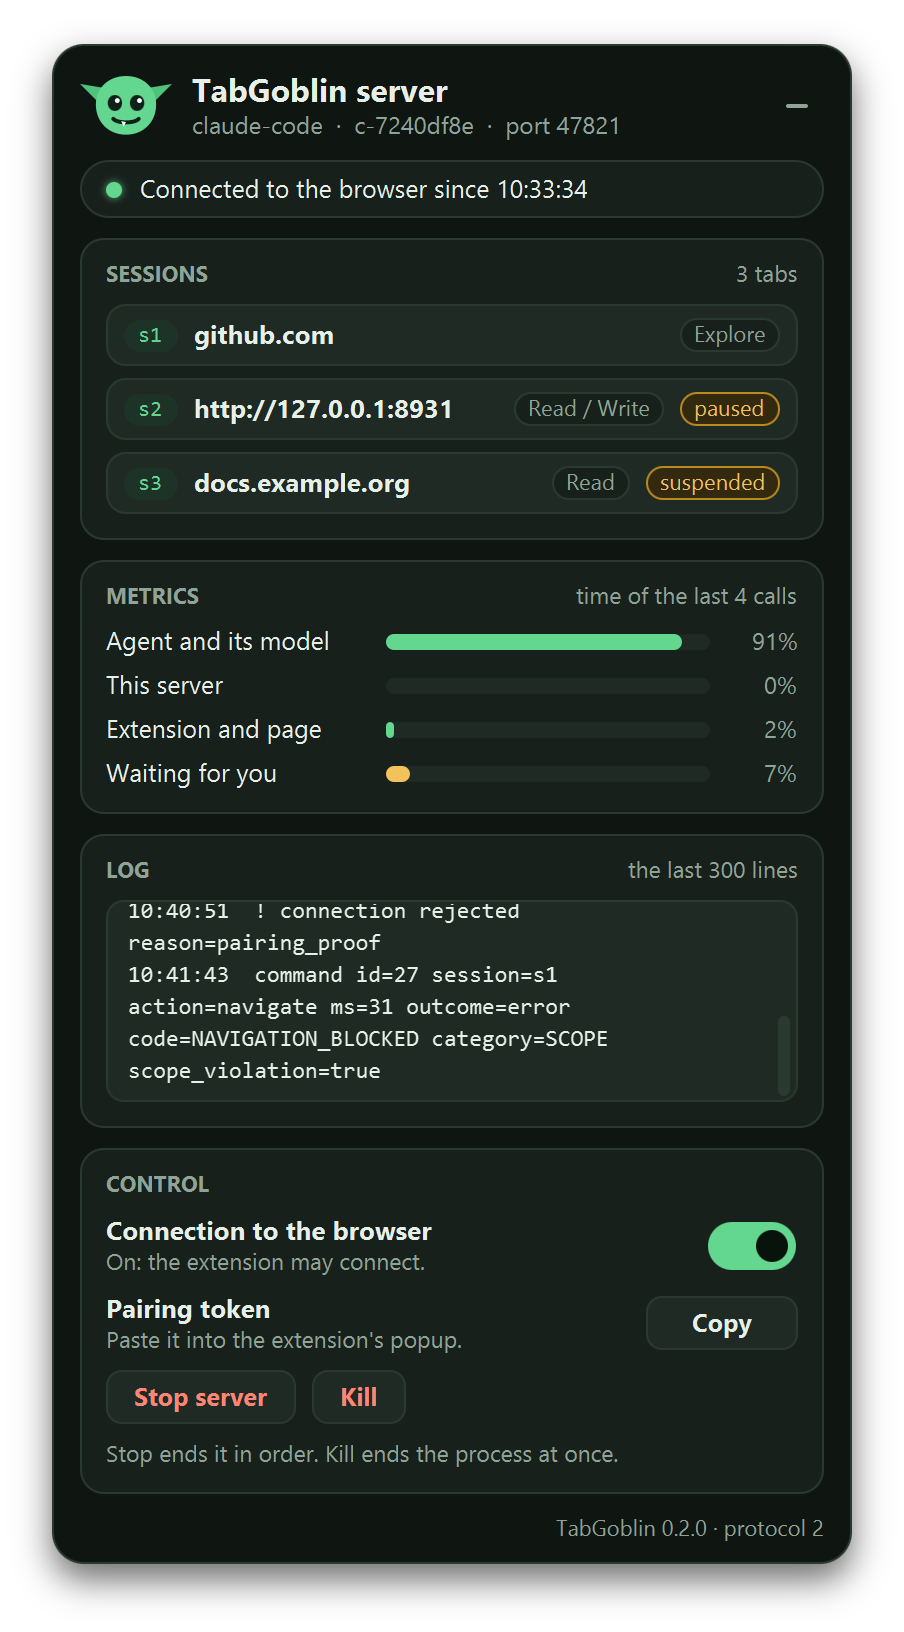 TabGoblin server
claude-code · c-7240df8e · port 47821
Connected to the browser since 10:33:34
SESSIONS 3 tabs
s1 github.com Explore
s2 http://127.0.0.1:8931 Read / Write paused
s3 docs.example.org Read suspended
METRICS time of the last 4 calls
Agent and its model 91%
This server 0%
Extension and page 2%
Waiting for you 7%
LOG the last 300 lines
10:40:51  ! connection rejected
reason=pairing_proof
10:41:43  command id=27 session=s1
action=navigate ms=31 outcome=error
code=NAVIGATION_BLOCKED category=SCOPE
scope_violation=true
CONTROL
Connection to the browser
On: the extension may connect.
Pairing token
Paste it into the extension's popup.
Copy
Stop server Kill
Stop ends it in order. Kill ends the process at once.
TabGoblin 0.2.0 · protocol 2